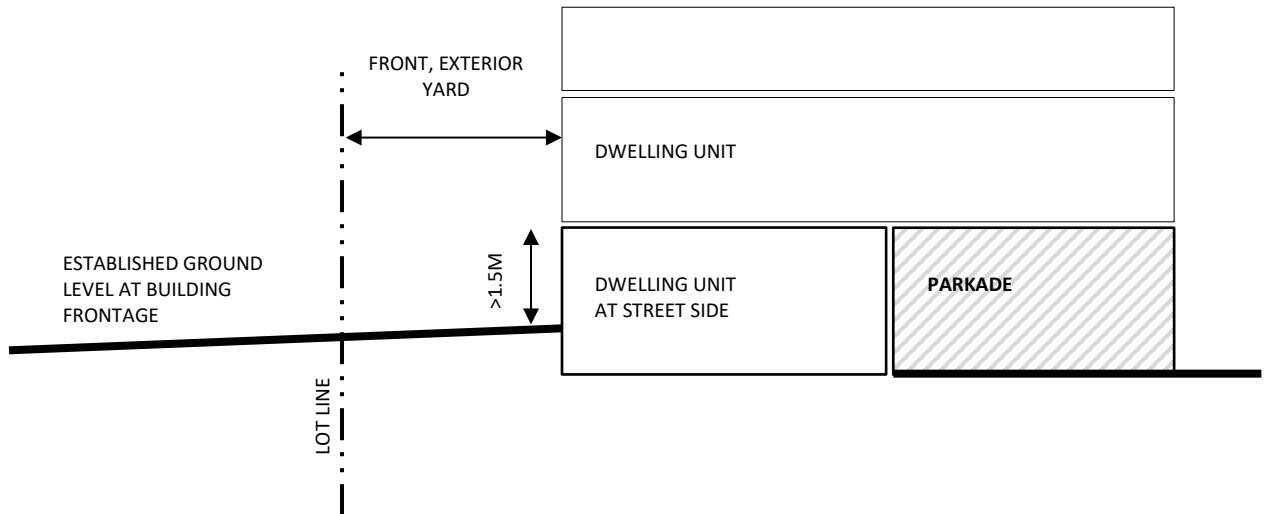 FRONT, EXTERIOR
YARD
DWELLING UNIT
ESTABLISHED GROUND
LEVEL AT BUILDING
FRONTAGE
>1.5M
DWELLING UNIT
AT STREET SIDE
PARKADE
LOT LINE